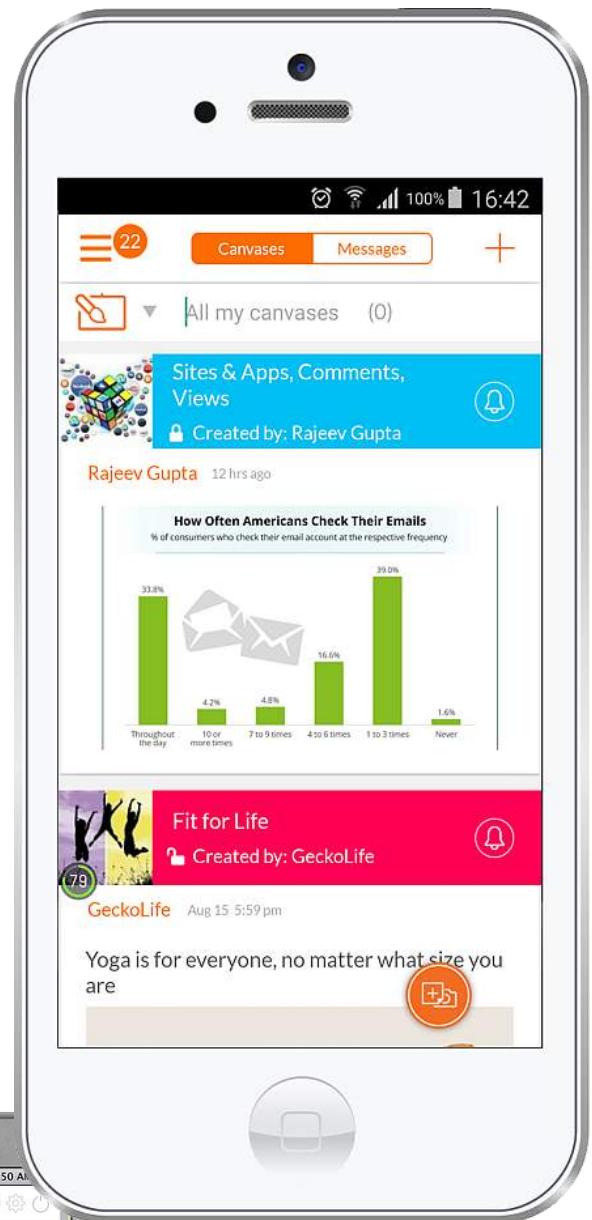 100% 16:42
22
Canvases Messages
All my canvases (0)
Sites & Apps, Comments,
Views
Created by: Rajeev Gupta
Rajeev Gupta 12 hrs ago
How Often Americans Check Their Emails
% of consumers who check their email account at the respective frequency
39.0%
33.8%
16.6%
4.2% 4.8%
1.6%
Throughout 10 or 7 to 9 times 4 to 6 times 1 to 3 times Never
the day more times
Fit for Life
Created by: GeckoLife
79
GeckoLife Aug 15 5:59 pm
Yoga is for everyone, no matter what size you
are